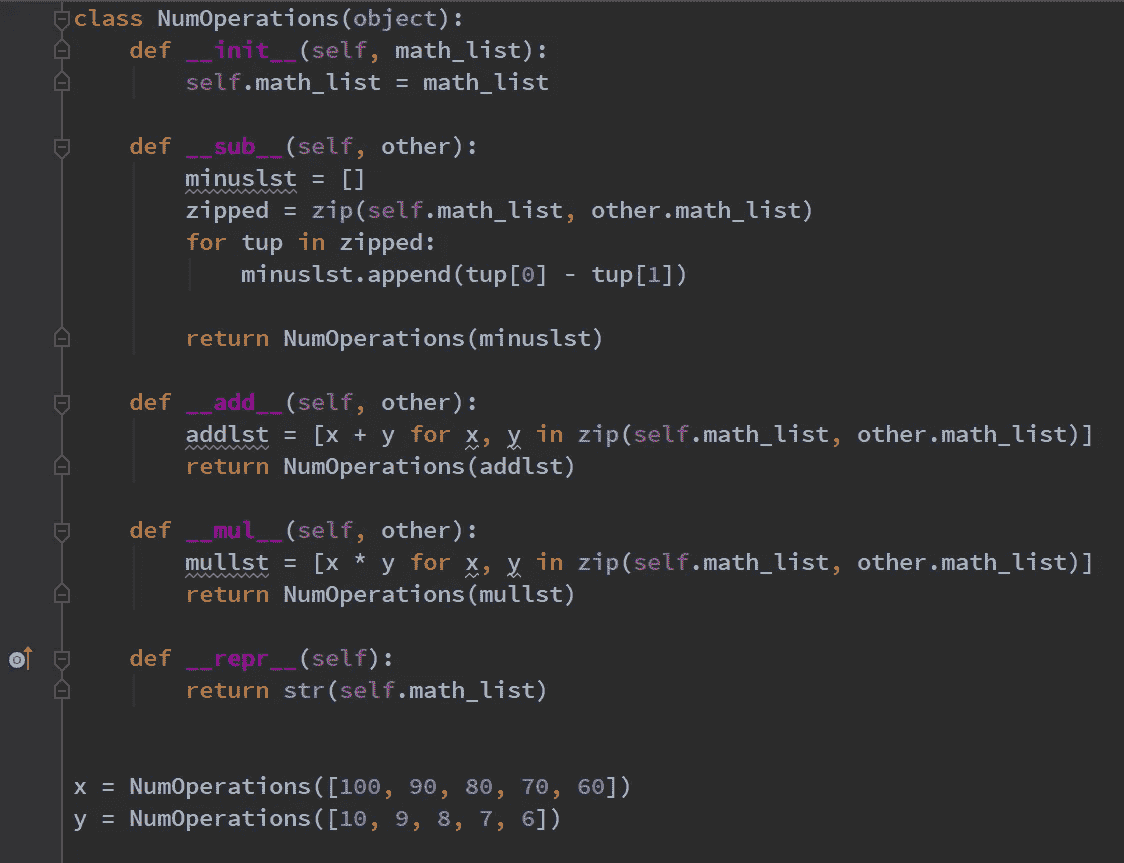 class NumOperations(object):
    def __init__(self, math_list):
        self.math_list = math_list

    def __sub__(self, other):
        minuslst = []
        zipped = zip(self.math_list, other.math_list)
        for tup in zipped:
            minuslst.append(tup[0] - tup[1])

        return NumOperations(minuslst)

    def __add__(self, other):
        addlst = [x + y for x, y in zip(self.math_list, other.math_list)]
        return NumOperations(addlst)

    def __mul__(self, other):
        mullst = [x * y for x, y in zip(self.math_list, other.math_list)]
        return NumOperations(mullst)

    def __repr__(self):
        return str(self.math_list)


x = NumOperations([100, 90, 80, 70, 60])
y = NumOperations([10, 9, 8, 7, 6])